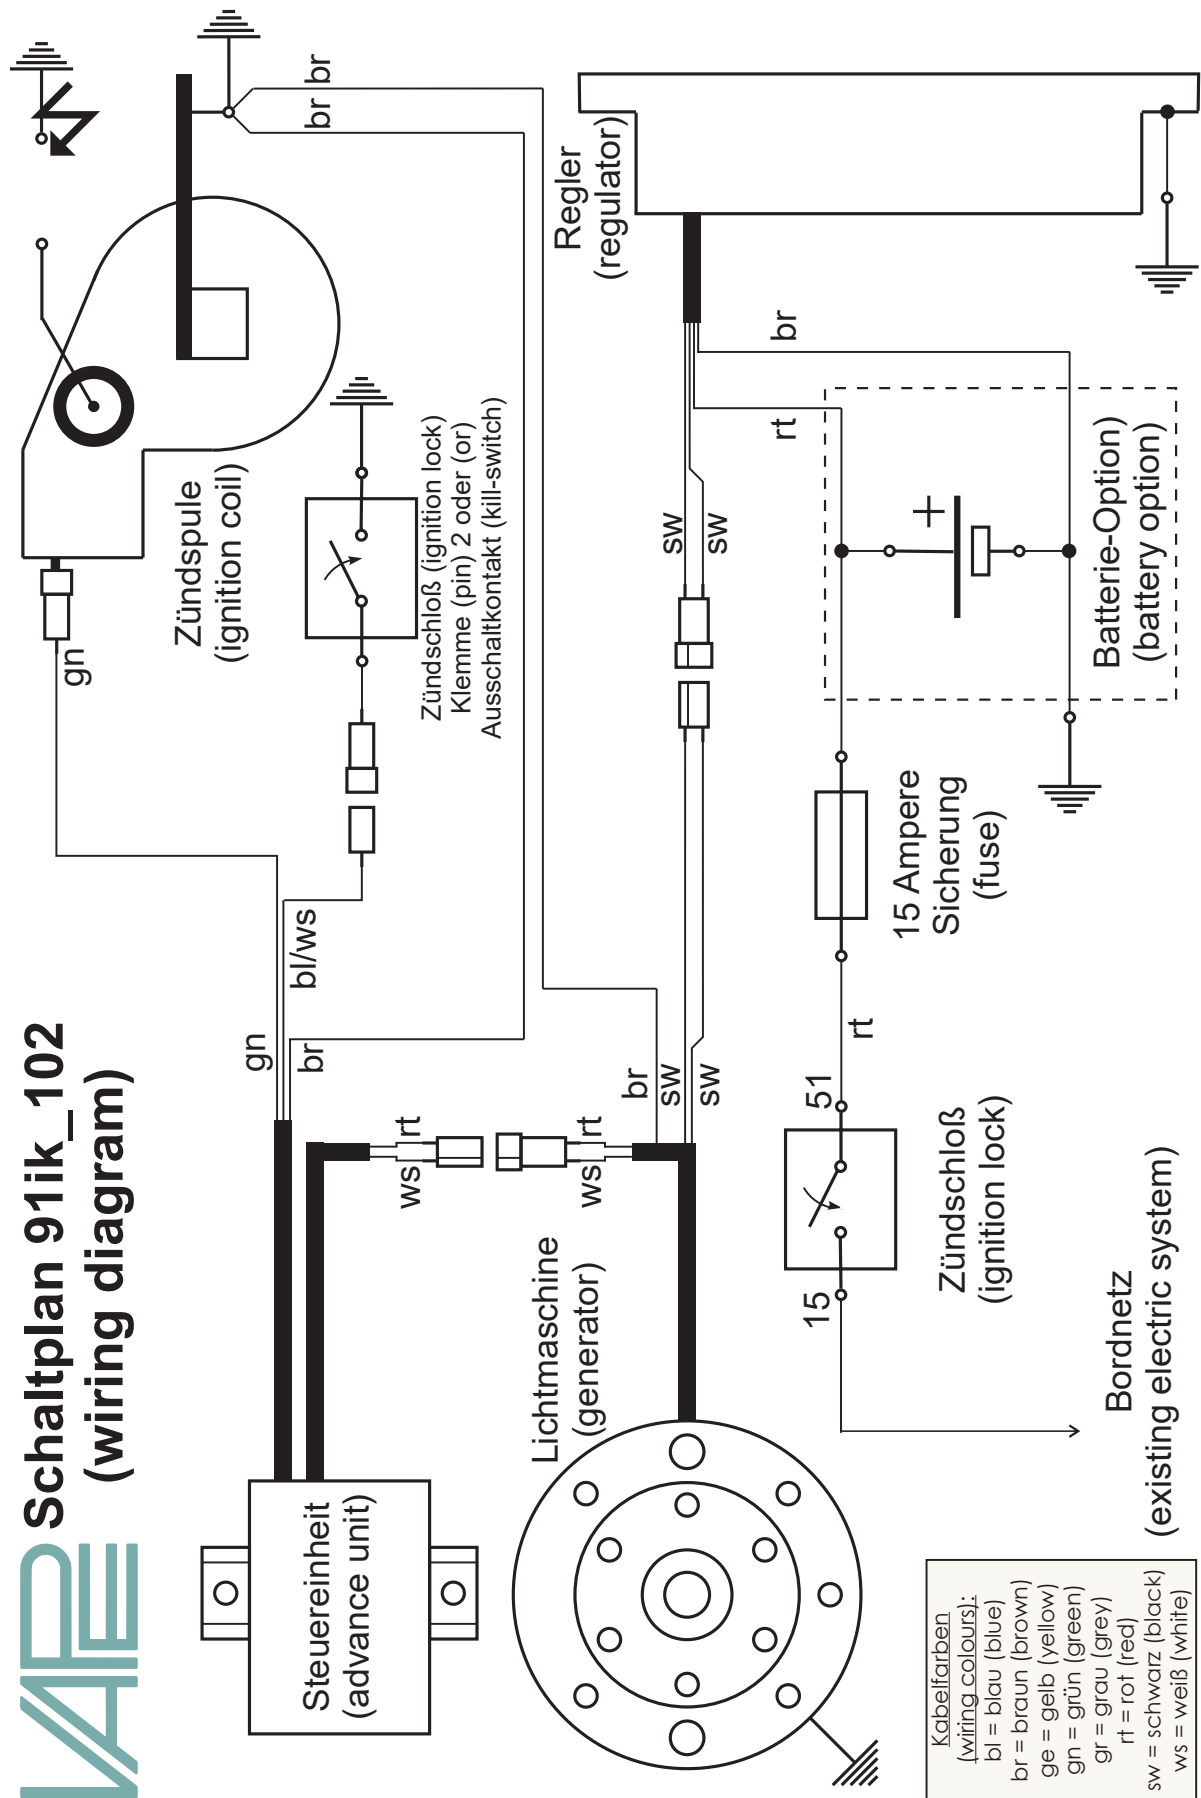 VAPE
Schaltplan 91ik_102
(wiring diagram)
Steuereinheit
(advance unit)
gn
bl/ws
br
gn
Zündspule
(ignition coil)
br
br
Zündschloß (ignition lock)
Klemme (pin) 2 oder (or)
Ausschaltkontakt (kill-switch)
ws
rt
ws
rt
Lichtmaschine
(generator)
br
sw
sw
sw
sw
Regler
(regulator)
br
rt
+
Batterie-Option)
(battery option)
15 Ampere
Sicherung
(fuse)
rt
15
51
Zündschloß
(ignition lock)
Bordnetz
(existing electric system)
Kabelfarben
(wiring colours):
bl = blau (blue)
br = braun (brown)
ge = gelb (yellow)
gn = grün (green)
gr = grau (grey)
rt = rot (red)
sw = schwarz (black)
ws = weiß (white)